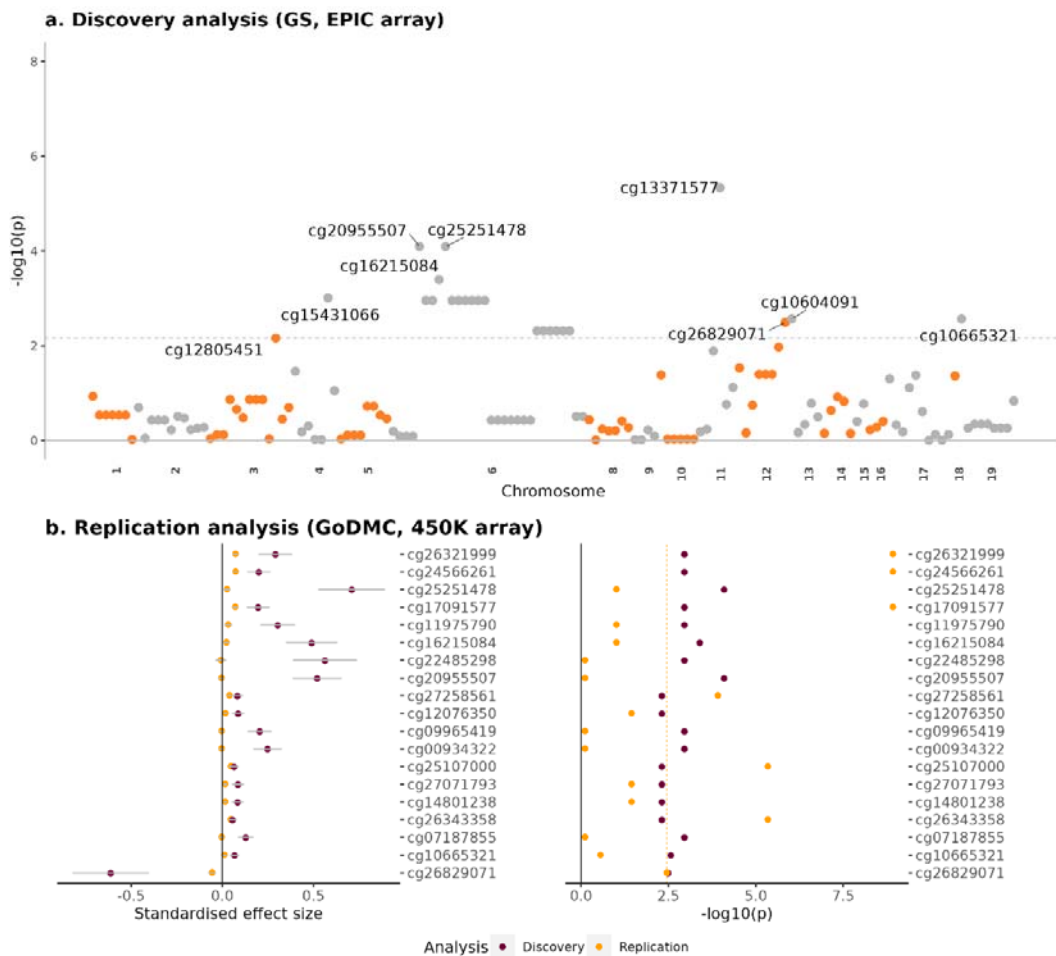 a. Discovery analysis (GS, EPIC array)
8
6
4
2
0
-log10(p)
cg13371577
cg20955507
cg25251478
cg16215084
cg15431066
cg10604091
cg26829071
cg10665321
cg12805451
1 2 3 4 5 6 8 9 10 11 12 13 14 15 16 17 18 19
Chromosome
b. Replication analysis (GoDMC, 450K array)
cg26321999
cg24566261
cg25251478
cg17091577
cg11975790
cg16215084
cg22485298
cg20955507
cg27258561
cg12076350
cg09965419
cg00934322
cg25107000
cg27071793
cg14801238
cg26343358
cg07187855
cg10665321
cg26829071
-0.5 0.0 0.5
Standardised effect size
cg26321999
cg24566261
cg25251478
cg17091577
cg11975790
cg16215084
cg22485298
cg20955507
cg27258561
cg12076350
cg09965419
cg00934322
cg25107000
cg27071793
cg14801238
cg26343358
cg07187855
cg10665321
cg26829071
0.0 2.5 5.0 7.5
-log10(p)
Analysis Discovery Replication